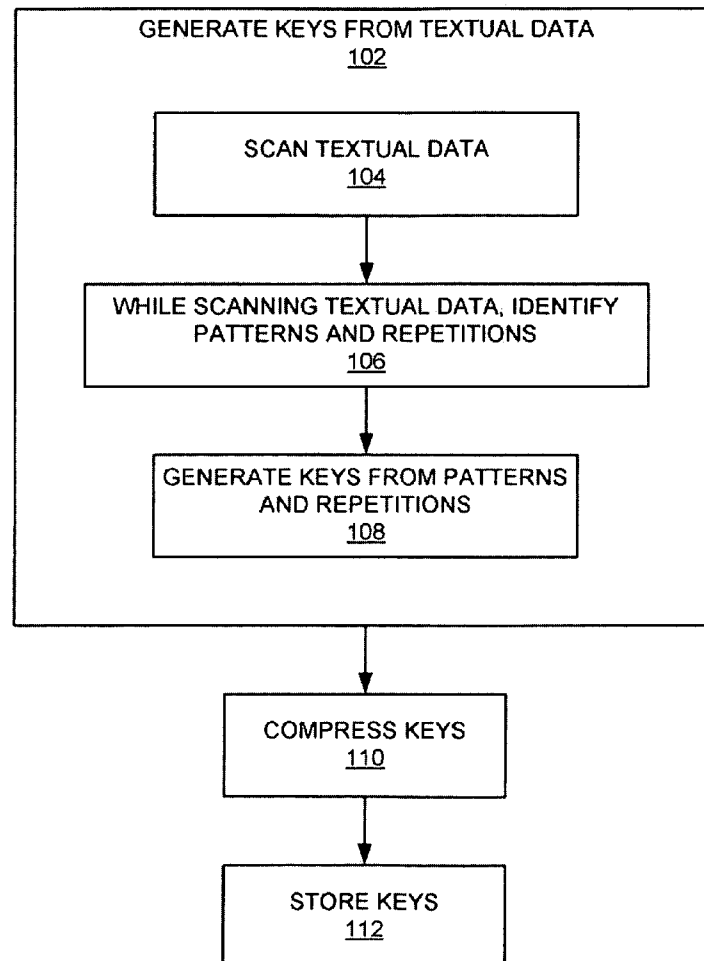 GENERATE KEYS FROM TEXTUAL DATA
102
SCAN TEXTUAL DATA
104
WHILE SCANNING TEXTUAL DATA, IDENTIFY
PATTERNS AND REPETITIONS
106
GENERATE KEYS FROM PATTERNS
AND REPETITIONS
108
COMPRESS KEYS
110
STORE KEYS
112